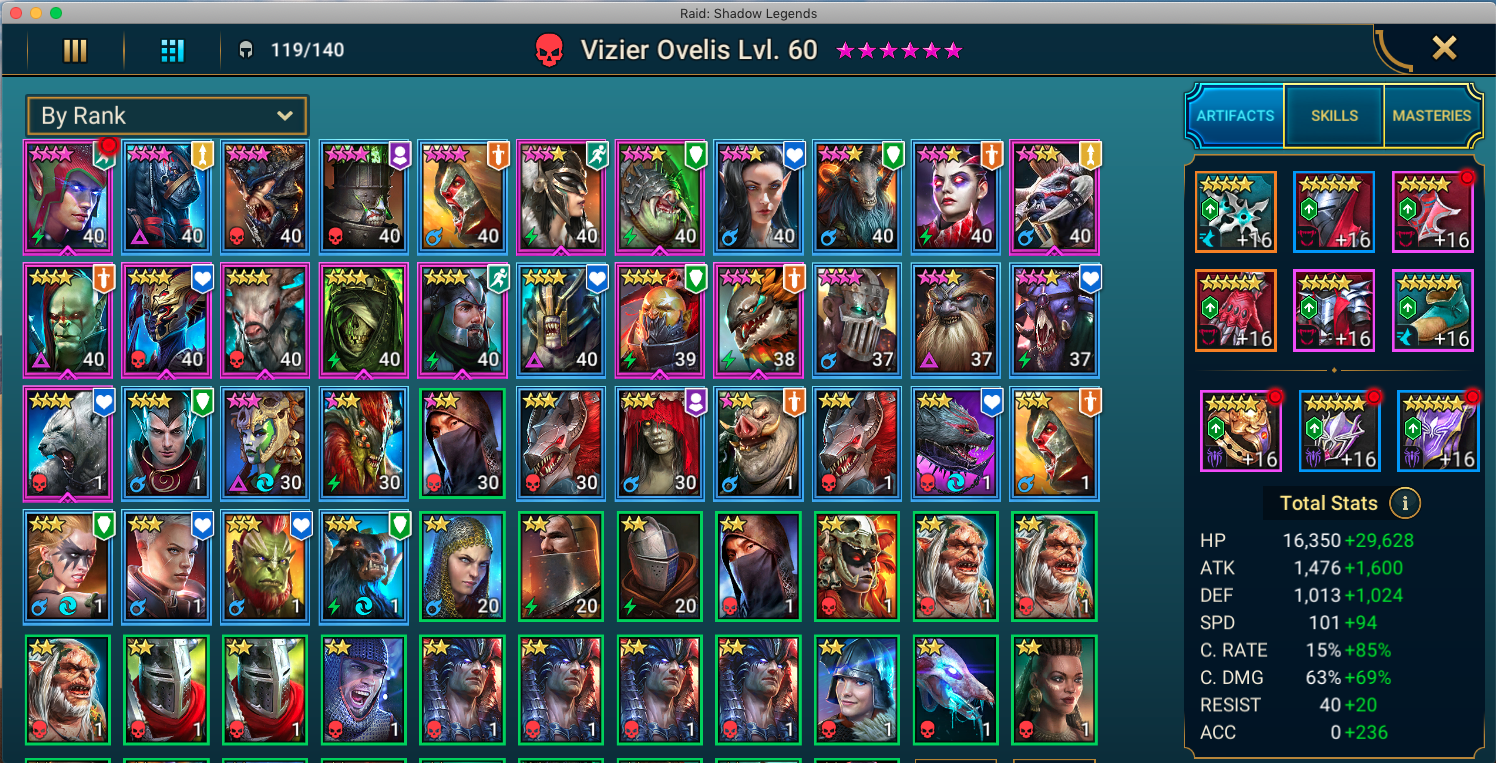 Raid: Shadow Legends
119/140
Vizier Ovelis Lvl. 60
By Rank
ARTIFACTS SKILLS MASTERIES
40 40 40 40 40 40 40 40 40 40 40
+16 +16 +16
40 40 40 40 40 40 39 38 37 37 37
+16 +16 +16
1 1 30 30 30 30 30 1 1 1 1
+16 +16 +16
Total Stats i
1 1 1 1 20 20 20 1 1 1 1
HP 16,350 +29,628
ATK 1,476 +1,600
DEF 1,013 +1,024
SPD 101 +94
C. RATE 15% +85%
C. DMG 63% +69%
RESIST 40 +20
ACC 0 +236
1 1 1 1 1 1 1 1 1 1 1